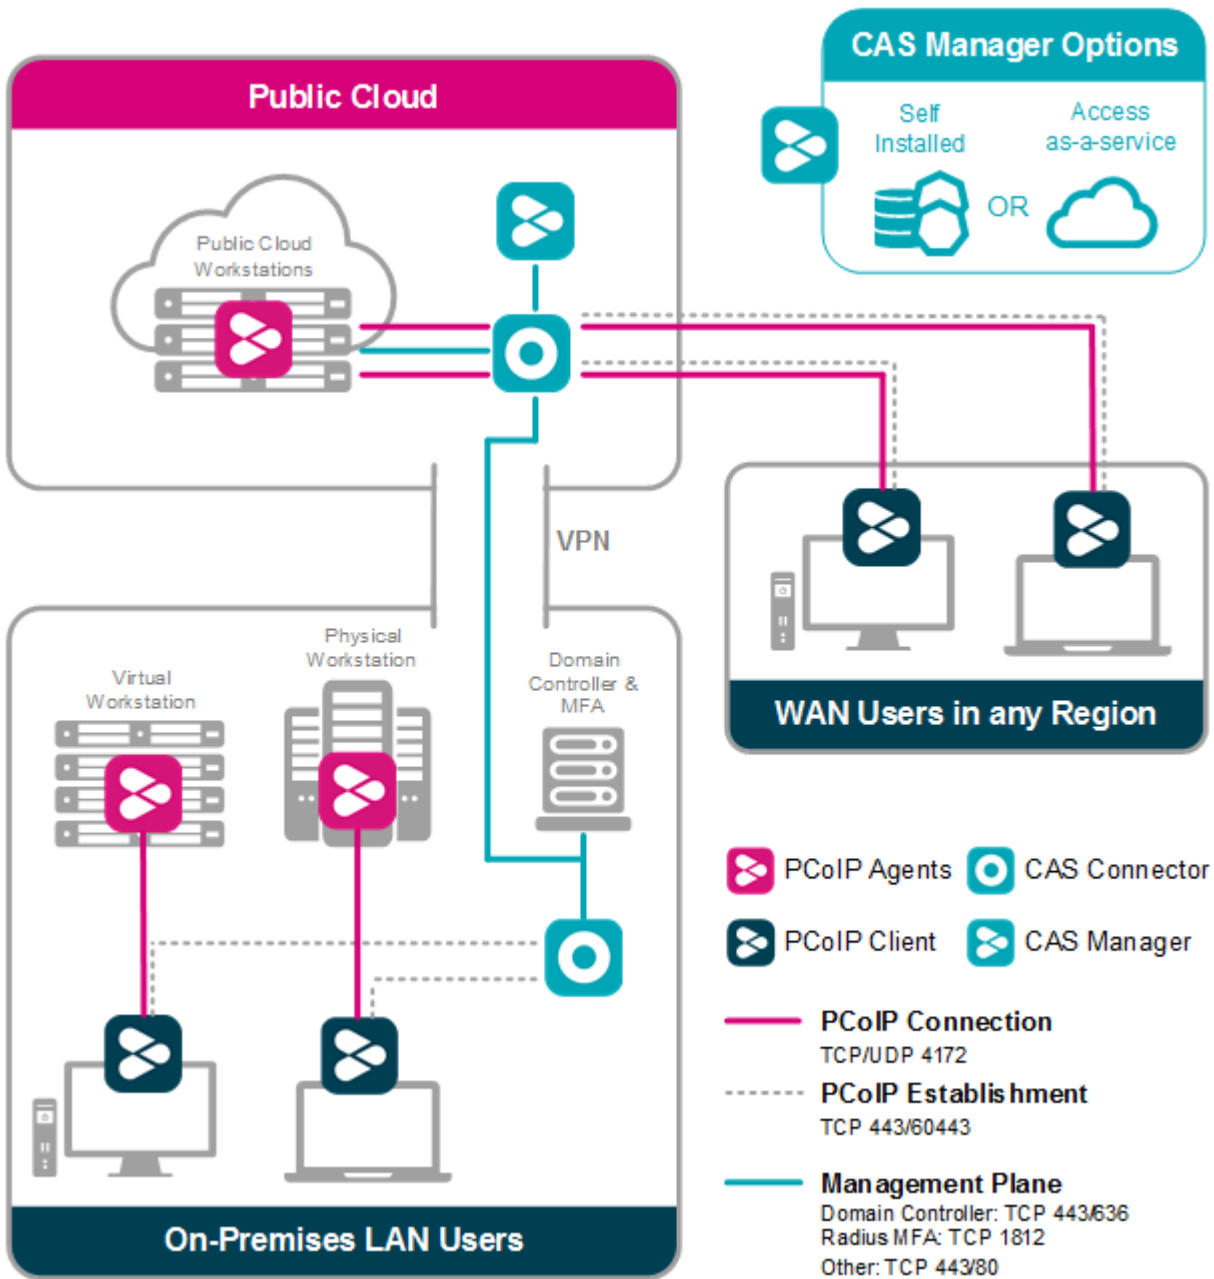 CAS Manager Options
Self
Installed
OR
Access
as-a-service
Public Cloud
Public Cloud
Workstations
VPN
WAN Users in any Region
Virtual
Workstation
Physical
Workstation
Domain
Controller &
MFA
On-Premises LAN Users
PCoIP Agents
CAS Connector
PCoIP Client
CAS Manager
PCoIP Connection
TCP/UDP 4172
PCoIP Establishment
TCP 443/60443
Management Plane
Domain Controller: TCP 443/636
Radius MFA: TCP 1812
Other: TCP 443/80